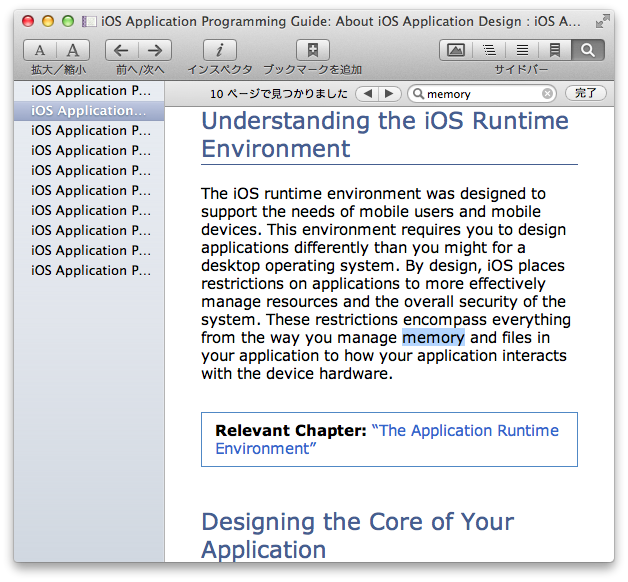 iOS Application Programming Guide: About iOS Application Design : iOS A...
A A
i
拡大／縮小
前へ/次へ
インスペクタ
ブックマークを追加
サイドバー
10 ページで見つかりました
memory
完了
iOS Application P...
iOS Application...
iOS Application P...
iOS Application P...
iOS Application P...
iOS Application P...
iOS Application P...
iOS Application P...
iOS Application P...
iOS Application P...
Understanding the iOS Runtime
Environment
The iOS runtime environment was designed to
support the needs of mobile users and mobile
devices. This environment requires you to design
applications differently than you might for a
desktop operating system. By design, iOS places
restrictions on applications to more effectively
manage resources and the overall security of the
system. These restrictions encompass everything
from the way you manage memory and files in
your application to how your application interacts
with the device hardware.
Relevant Chapter: “The Application Runtime
Environment”
Designing the Core of Your
Application